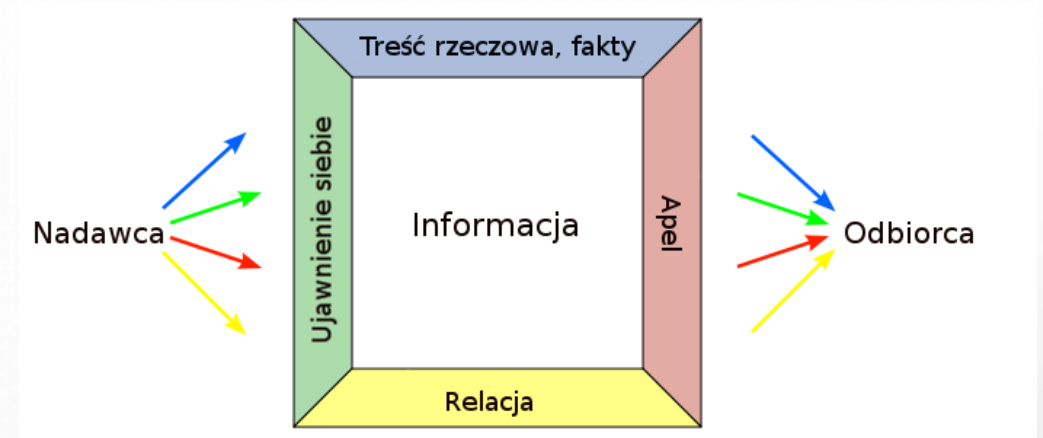 Treść rzeczowa, fakty
Nadawca
Ujawnienie siebie
Informacja
Apel
Odbiorca
Relacja